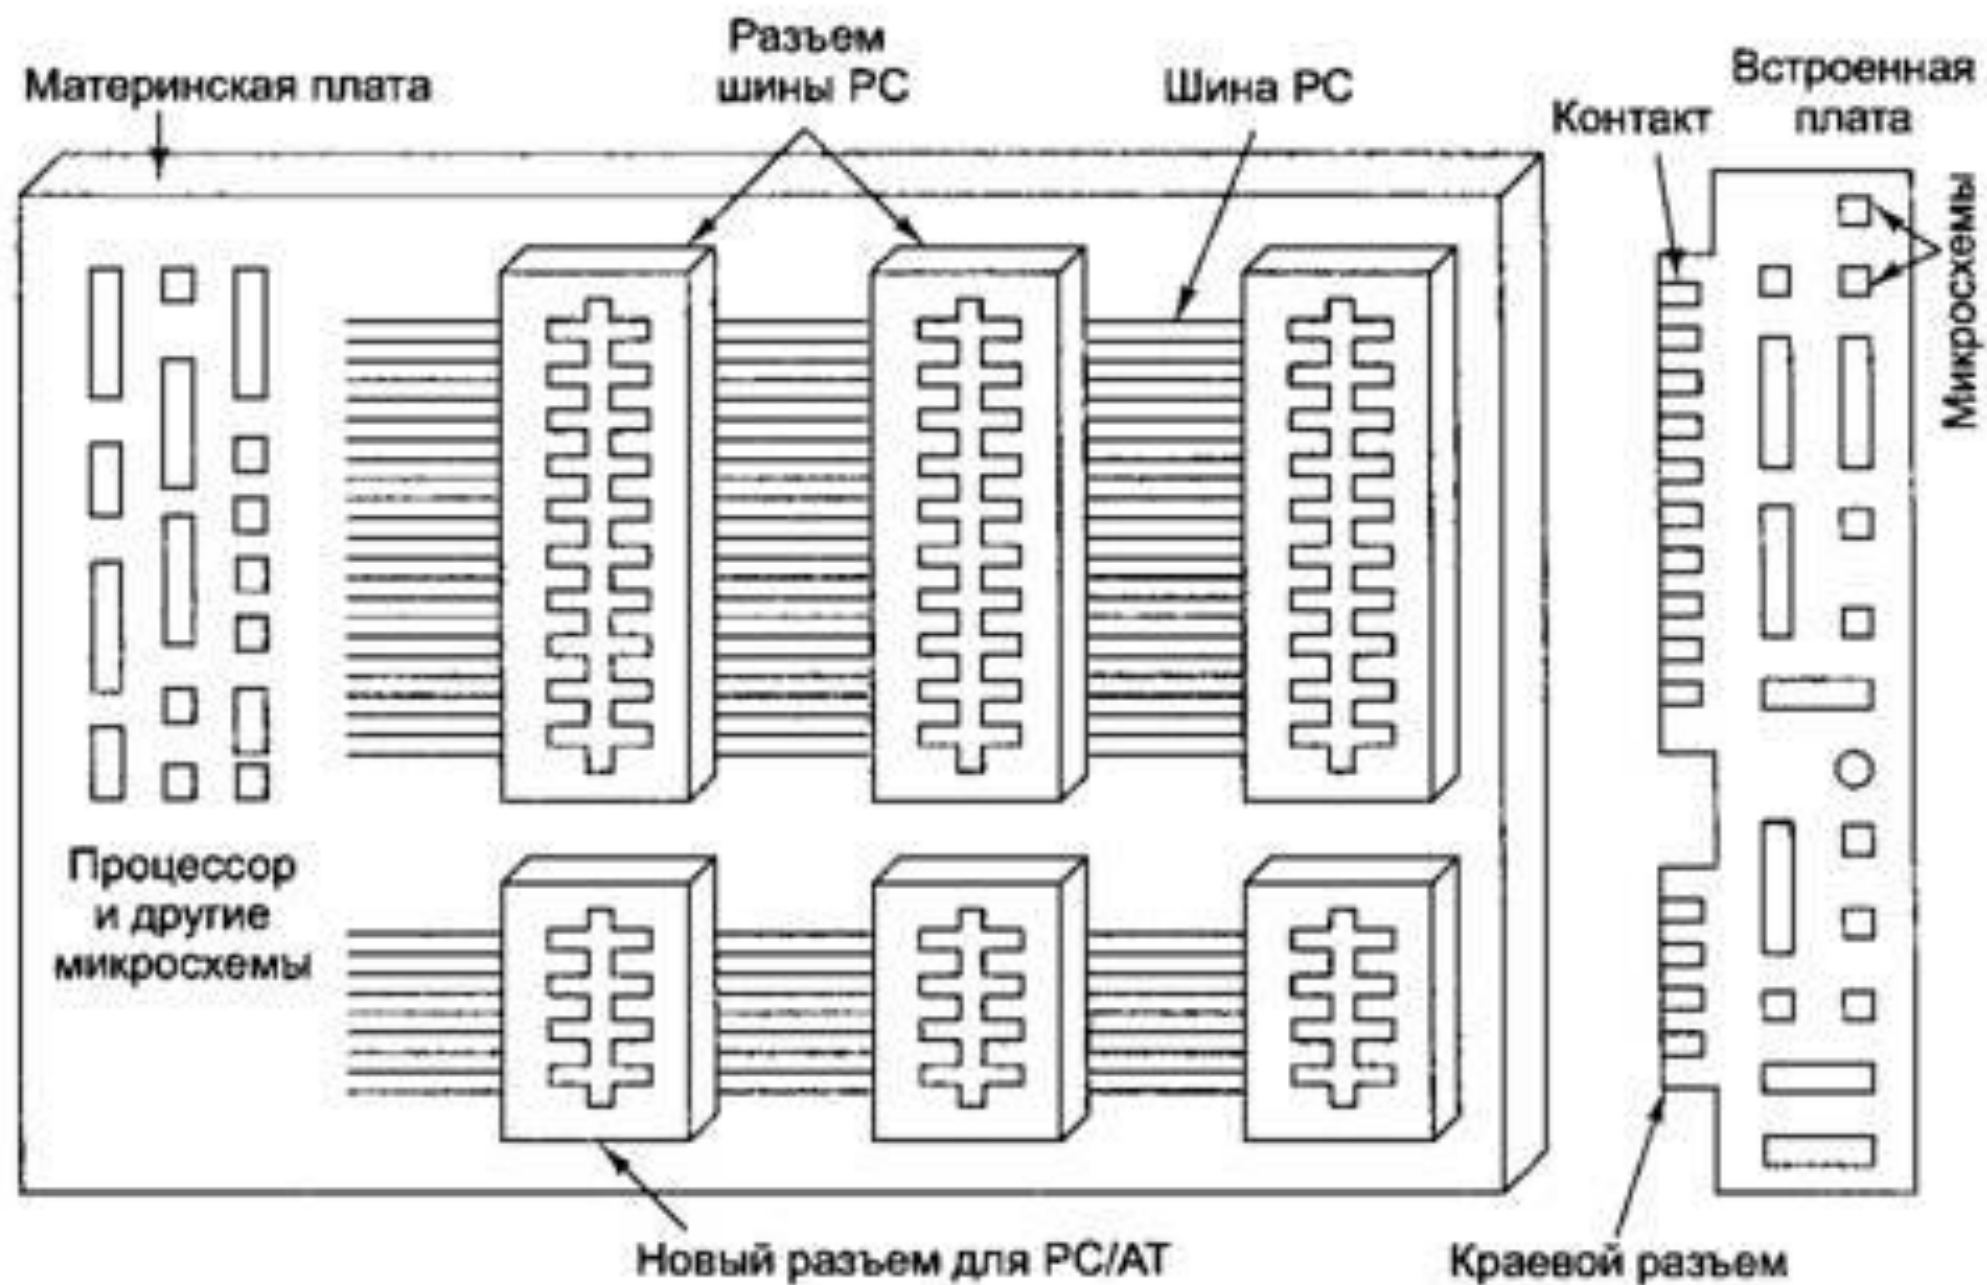 Материнская плата
Разъем
шины PC
Шина PC
Контакт
Встроенная
плата
Микросхемы
Процессор
и другие
микросхемы
Новый разъем для PC/AT
Краевой разъем